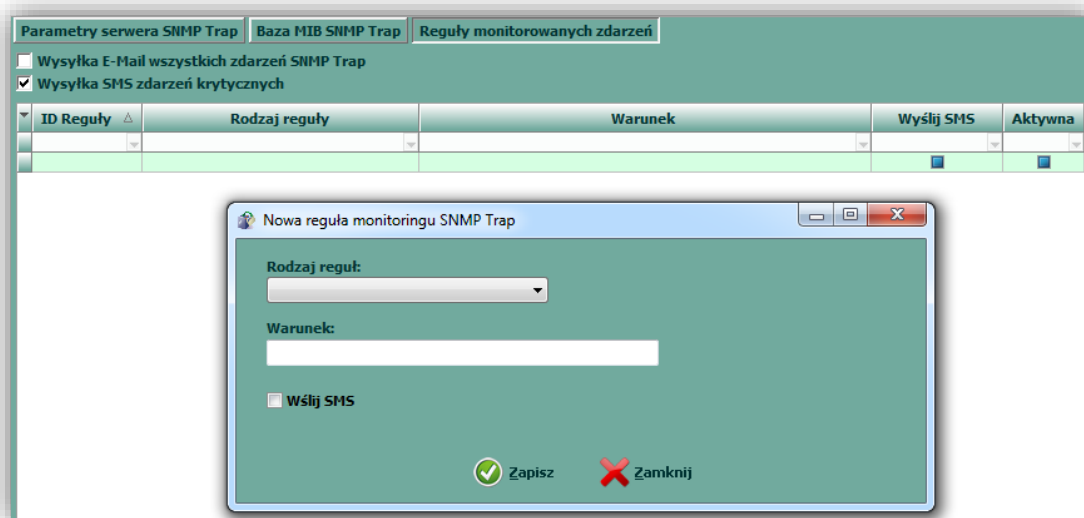 Parametry serwera SNMP Trap Baza MIB SNMP Trap Reguły monitorowanych zdarzeń
Wysyłka E-Mail wszystkich zdarzeń SNMP Trap
Wysyłka SMS zdarzeń krytycznych
ID Reguły Rodzaj reguły Warunek Wyślij SMS Aktywna
Nowa reguła monitoringu SNMP Trap
Rodzaj reguł:
Warunek:
Wślij SMS
Zapisz Zamknij